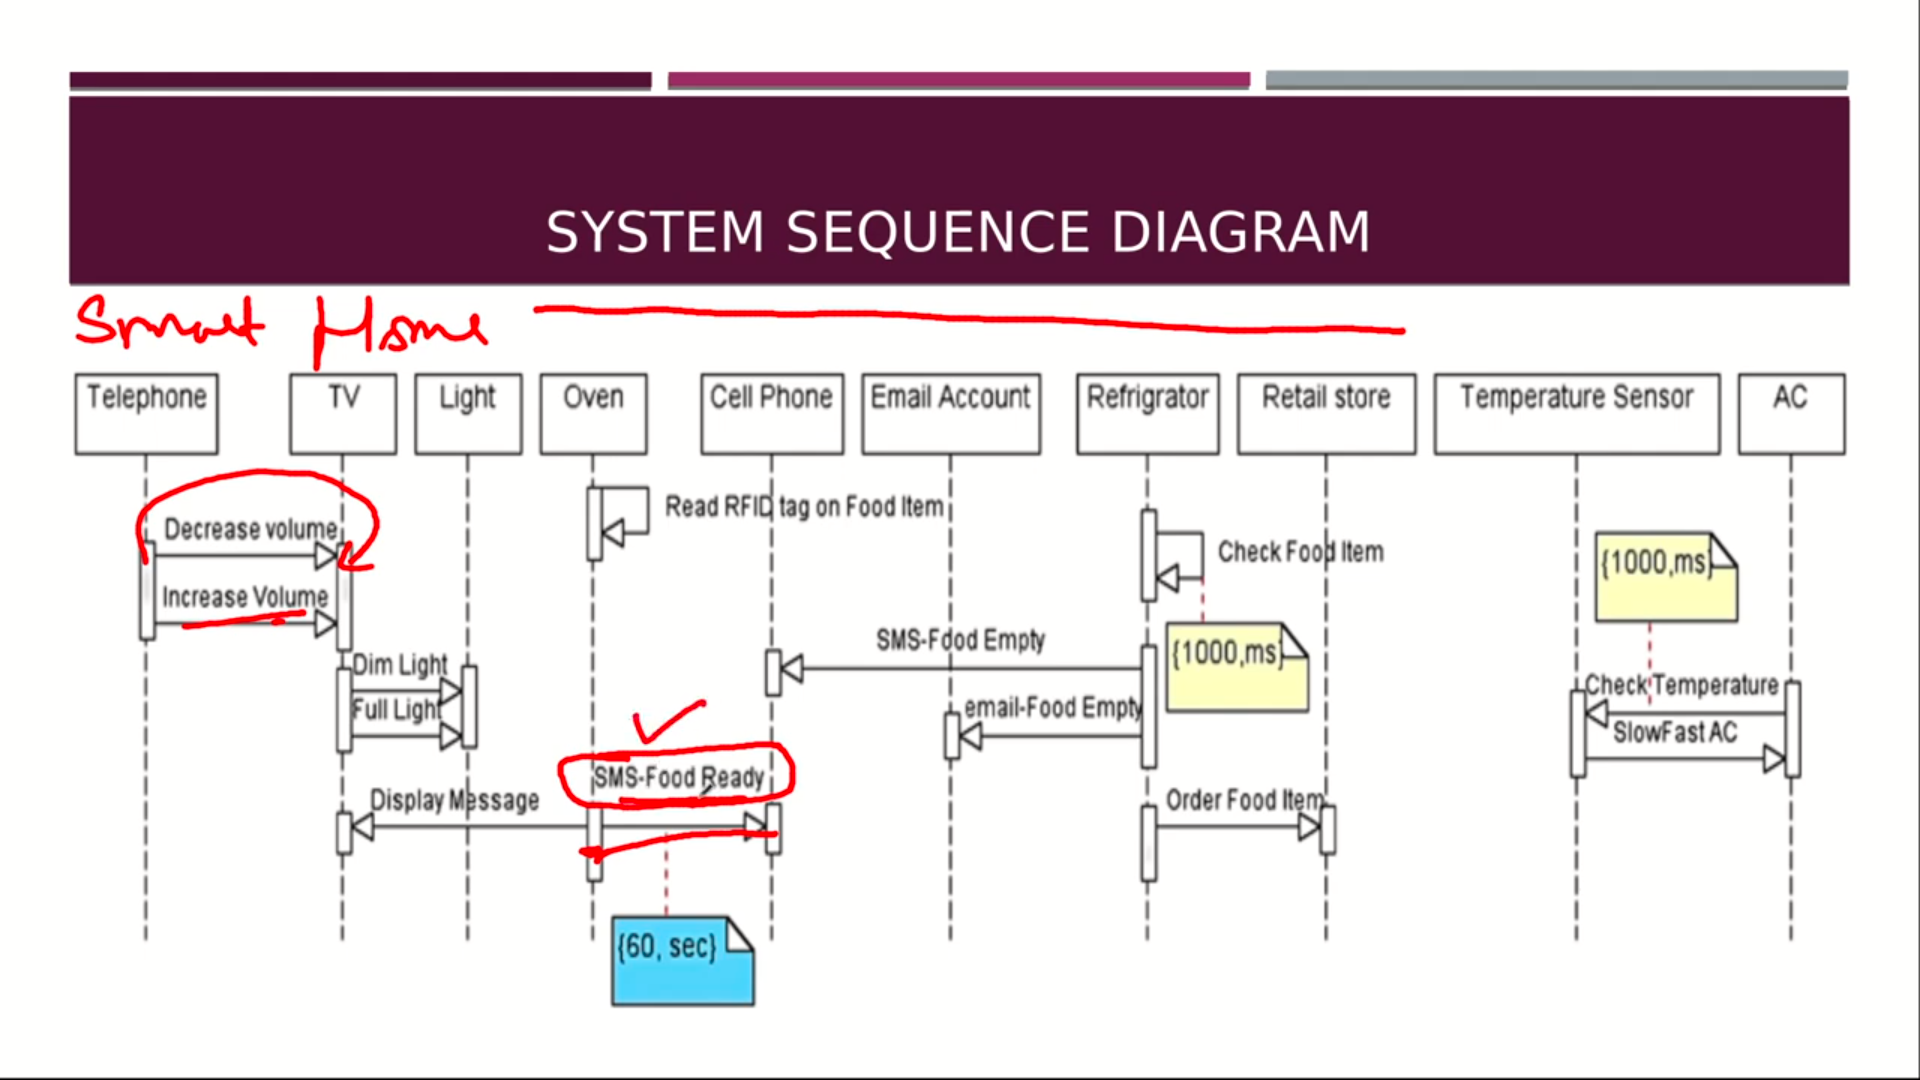 SYSTEM SEQUENCE DIAGRAM
Smart Home
Telephone TV Light Oven Cell Phone Email Account Refrigrator Retail store Temperature Sensor AC
Read RFID tag on Food Item
Decrease volume
Check Food Item
{1000,ms}
Increase Volume
SMS-Food Empty
{1000,ms}
Dim Light
Check Temperature
Full Light
email-Food Empty
SlowFast AC
SMS-Food Ready
Display Message
Order Food Item
{60, sec}